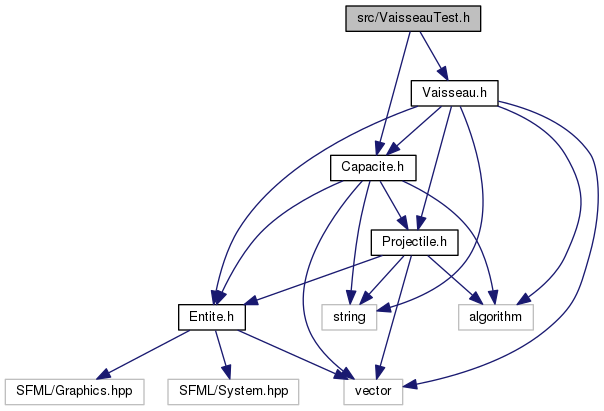 src/VaisseauTest.h
Vaisseau.h
Capacite.h
Projectile.h
Entite.h
string
algorithm
SFML/Graphics.hpp
SFML/System.hpp
vector